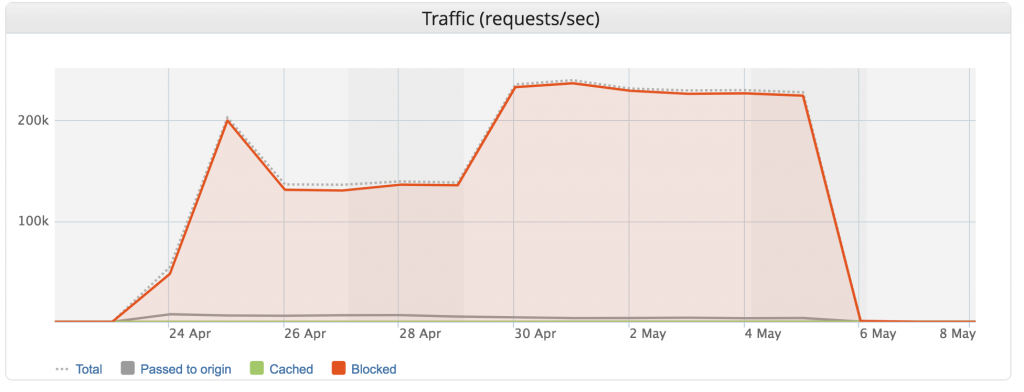 Traffic (requests/sec)
200k
100k
24 Apr 26 Apr 28 Apr 30 Apr 2 May 4 May 6 May 8 May
Total Passed to origin Cached Blocked